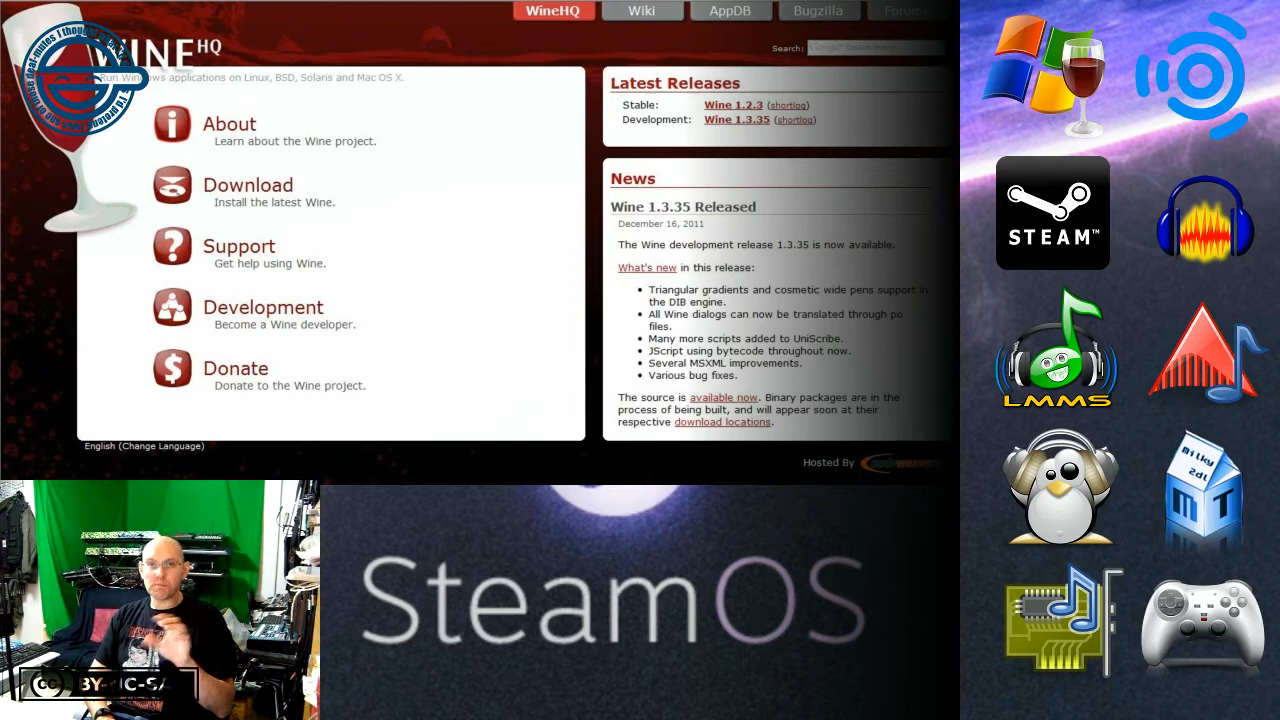 WineHQ
Wiki
AppDB
Bugzilla
Forums
WINE HQ
Run Windows applications on Linux, BSD, Solaris and Mac OS X.
Search:
About
Learn about the Wine project.
Download
Install the latest Wine.
Support
Get help using Wine.
Development
Become a Wine developer.
Donate
Donate to the Wine project.
English (Change Language)
Latest Releases
Stable: Wine 1.2.3 (shortlog)
Development: Wine 1.3.35 (shortlog)
News
Wine 1.3.35 Released
December 16, 2011
The Wine development release 1.3.35 is now available.
What's new in this release:
Triangular gradients and cosmetic wide pens support in
the DIB engine.
All Wine dialogs can now be translated through po
files.
Many more scripts added to UniScribe.
JScript using bytecode throughout now.
Several MSXML improvements.
Various bug fixes.
The source is available now. Binary packages are in the
process of being built, and will appear soon at their
respective download locations.
Hosted By
STEAM™
LMMS
Milky
2dl
MT
SteamOS
cc BY-NC-SA